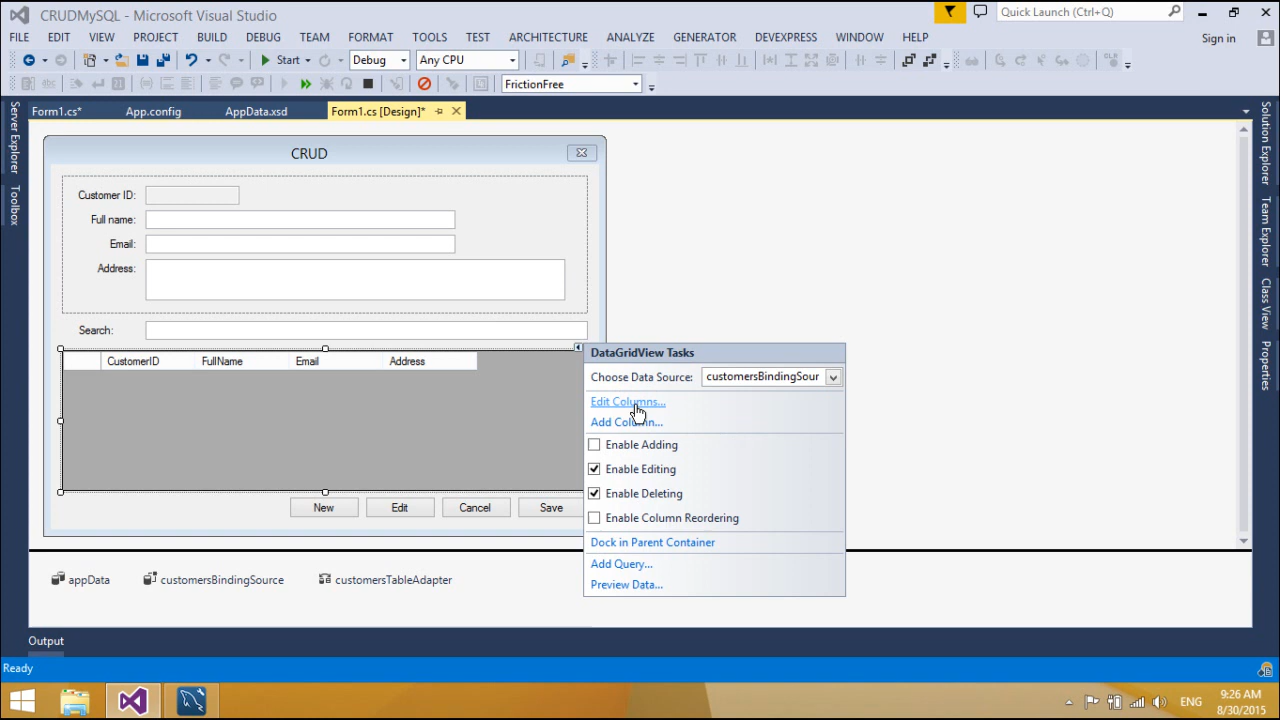 CRUDMySQL - Microsoft Visual Studio
Quick Launch (Ctrl+Q)
FILE EDIT VIEW PROJECT BUILD DEBUG TEAM FORMAT TOOLS TEST ARCHITECTURE ANALYZE GENERATOR DEVEXPRESS WINDOW HELP
Sign in
Start Debug Any CPU
FrictionFree
Form1.cs* App.config AppData.xsd Form1.cs [Design]*
Server Explorer
Toolbox
Solution Explorer
Team Explorer
Class View
Properties
CRUD
Customer ID:
Full name:
Email:
Address:
Search:
CustomerID FullName Email Address
New Edit Cancel Save
DataGridView Tasks
Choose Data Source: customersBindingSour
Edit Columns...
Add Column...
Enable Adding
Enable Editing
Enable Deleting
Enable Column Reordering
Dock in Parent Container
Add Query...
Preview Data...
appData customersBindingSource customersTableAdapter
Output
Ready
ENG
9:26 AM
8/30/2015